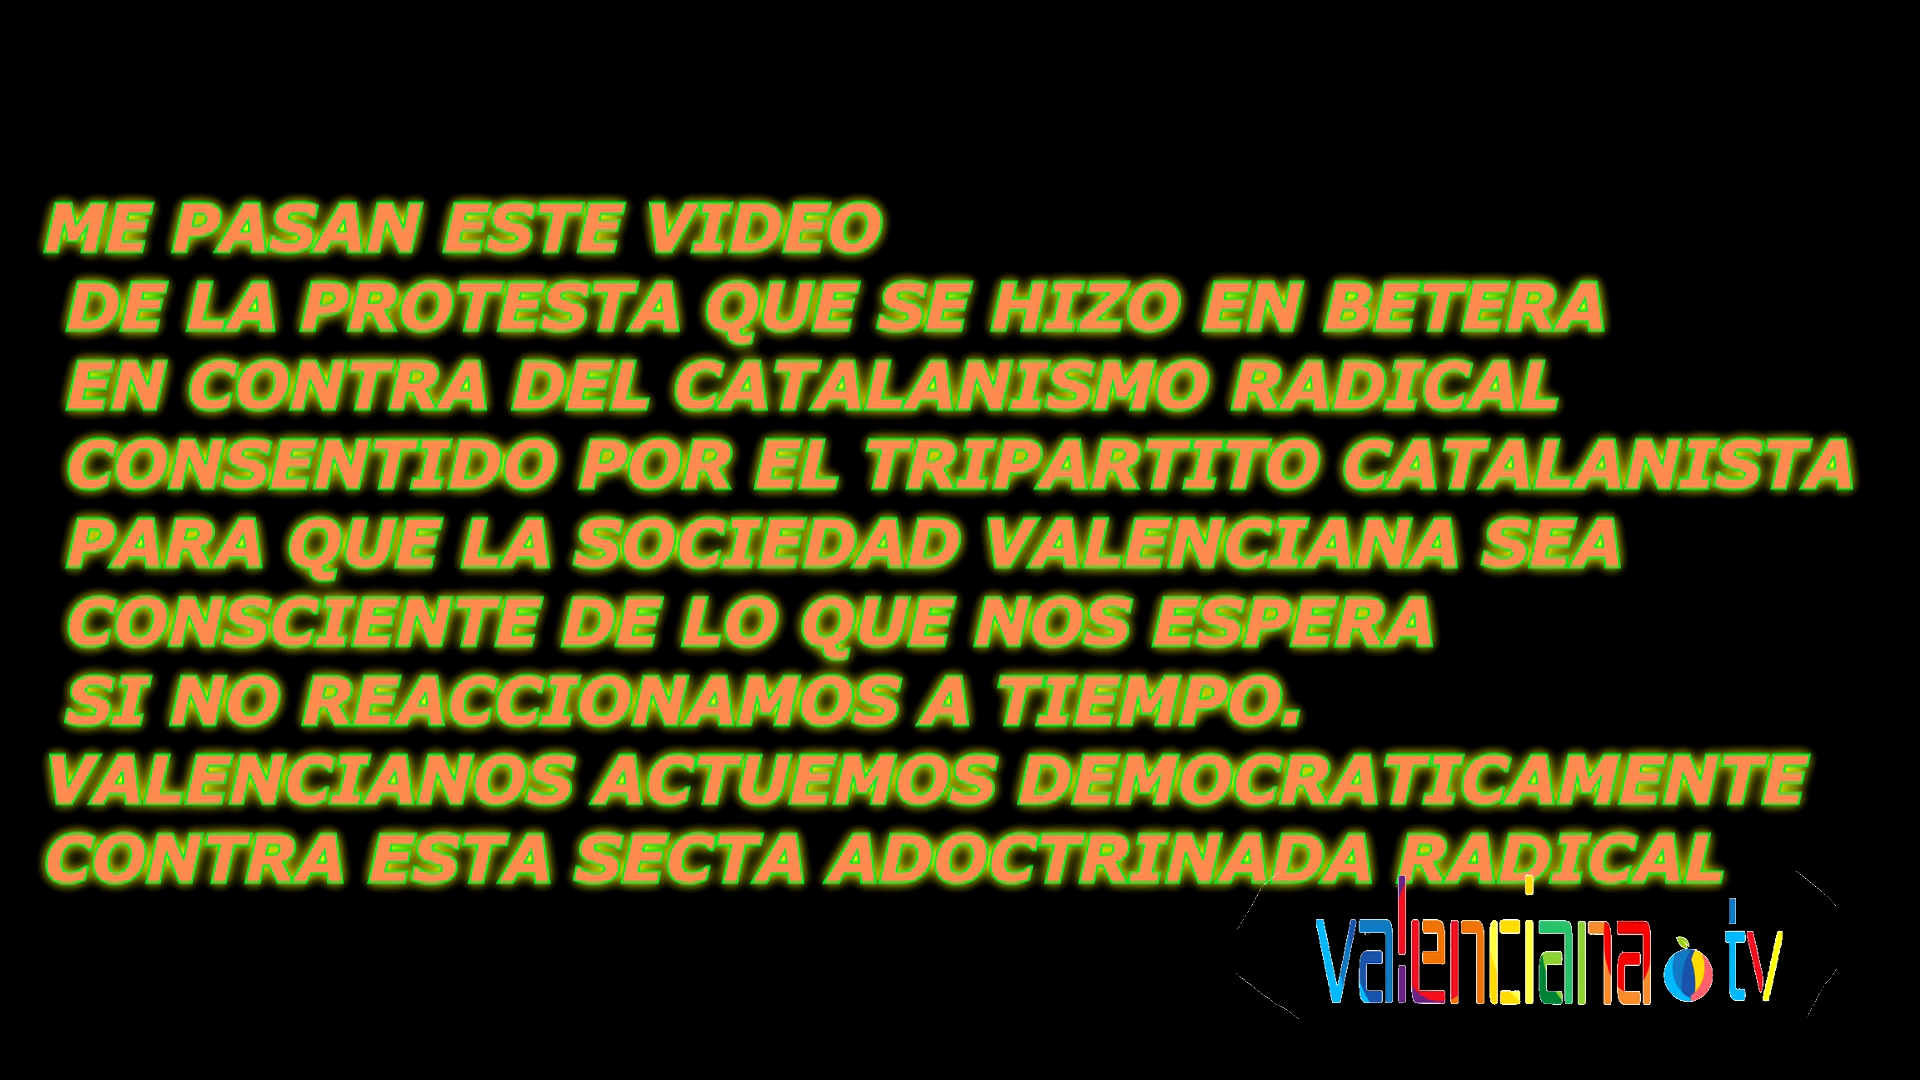 ME PASAN ESTE VIDEO
DE LA PROTESTA QUE SE HIZO EN BETERA
EN CONTRA DEL CATALANISMO RADICAL
CONSENTIDO POR EL TRIPARTITO CATALANISTA
PARA QUE LA SOCIEDAD VALENCIANA SEA
CONSCIENTE DE LO QUE NOS ESPERA
SI NO REACCIONAMOS A TIEMPO.
VALENCIANOS ACTUEMOS DEMOCRATICAMENTE
CONTRA ESTA SECTA ADOCTRINADA RADICAL
valenciana tv